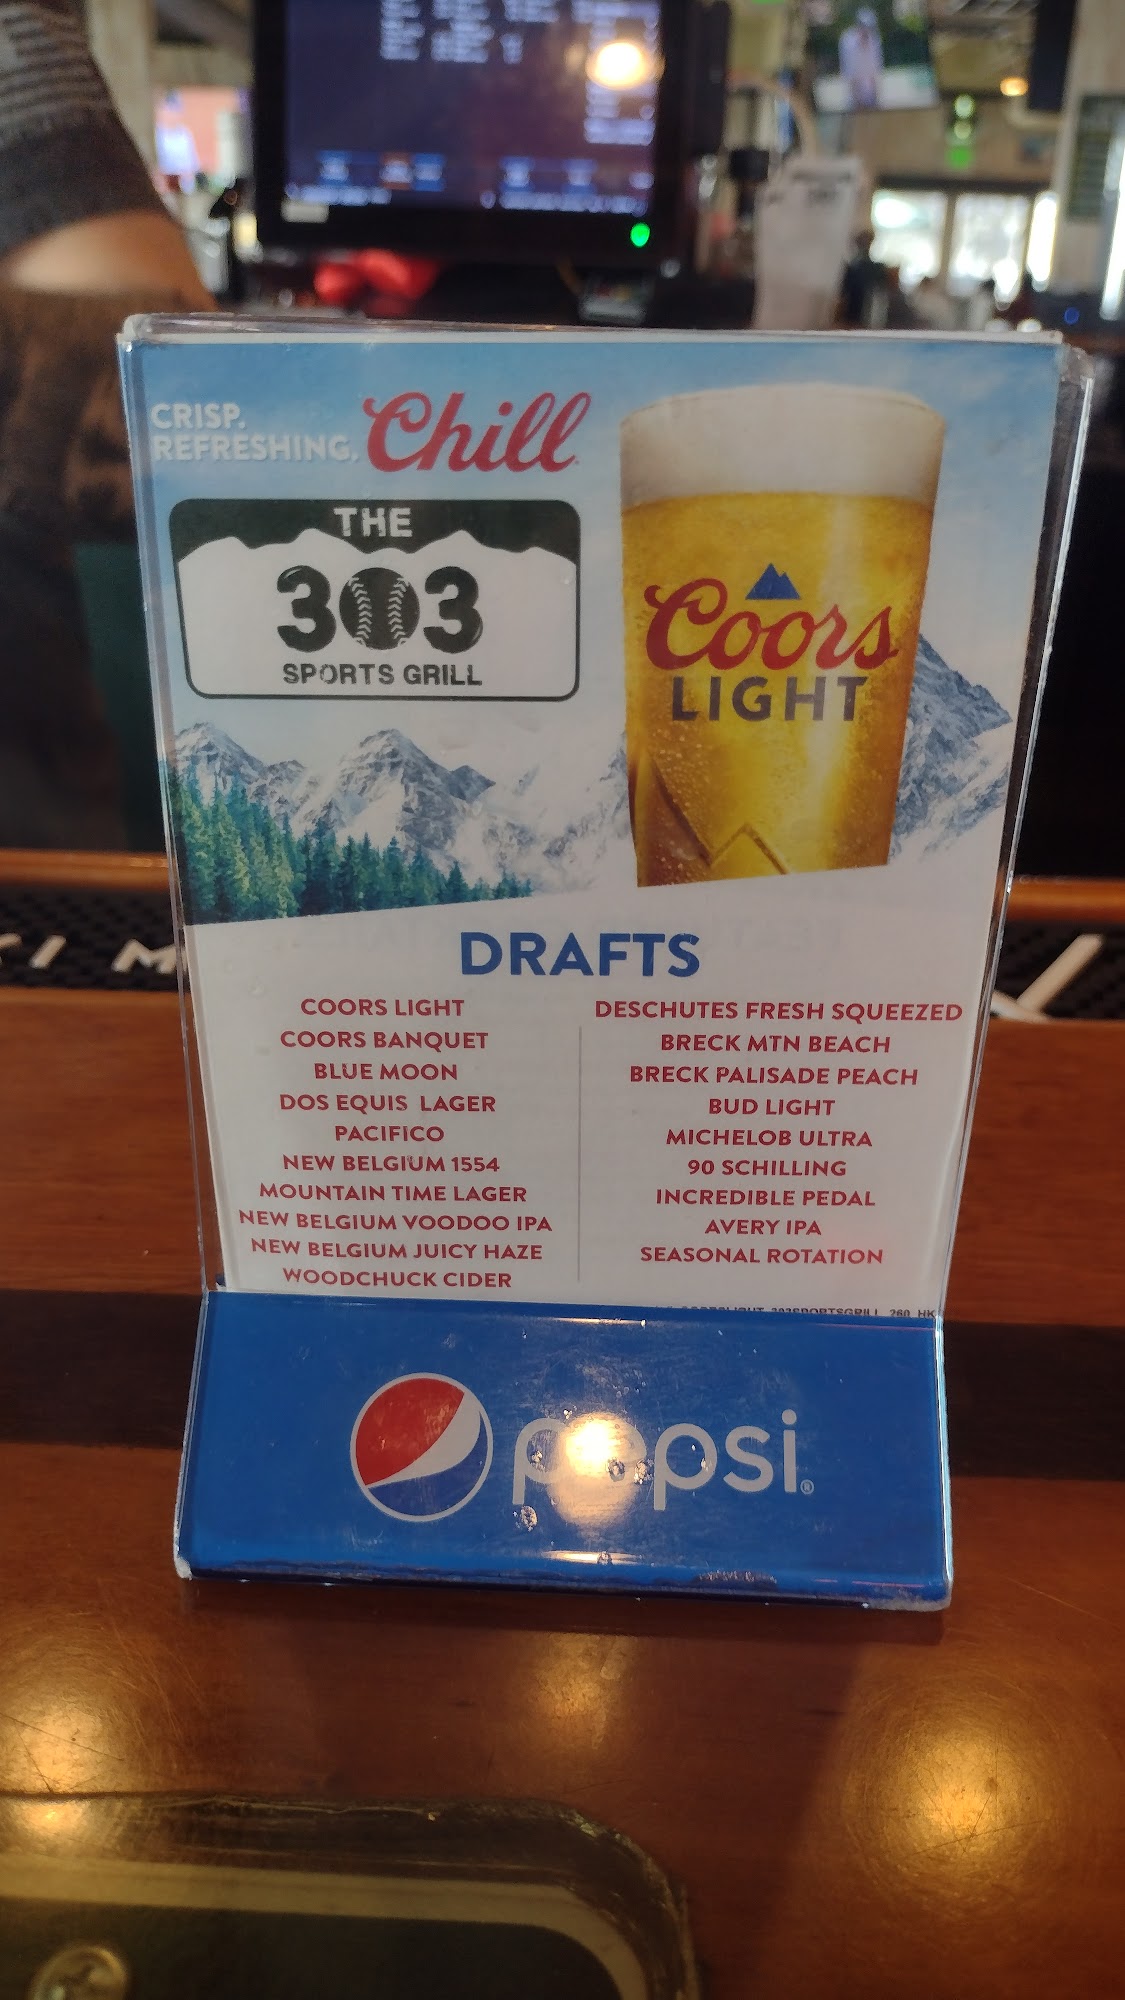 CRISP.
REFRESHING. Chill
THE
303
SPORTS GRILL
Coors
LIGHT
DRAFTS
COORS LIGHT
COORS BANQUET
BLUE MOON
DOS EQUIS LAGER
PACIFICO
NEW BELGIUM 1554
MOUNTAIN TIME LAGER
NEW BELGIUM VOODOO IPA
NEW BELGIUM JUICY HAZE
WOODCHUCK CIDER
DESCHUTES FRESH SQUEEZED
BRECK MTN BEACH
BRECK PALISADE PEACH
BUD LIGHT
MICHELOB ULTRA
90 SCHILLING
INCREDIBLE PEDAL
AVERY IPA
SEASONAL ROTATION
303SPORTSGRILL_260_HK
pepsi®